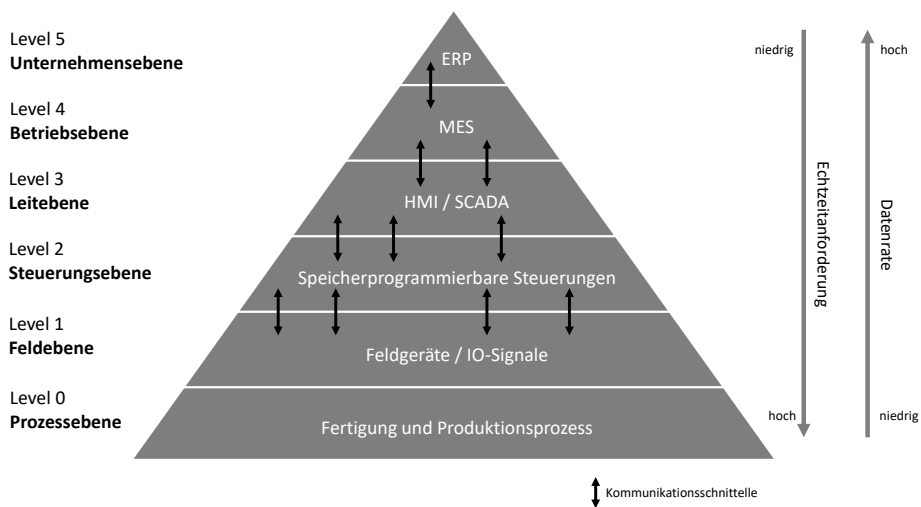 Level 5
Unternehmensebene
Level 4
Betriebsebene
Level 3
Leitebene
Level 2
Steuerungsebene
Level 1
Feldebene
Level 0
Prozessebene
ERP
MES
HMI / SCADA
Speicherprogrammierbare Steuerungen
Feldgeräte / IO-Signale
Fertigung und Produktionsprozess
niedrig
Echtzeitanforderung
hoch
hoch
Datenrate
niedrig
Kommunikationsschnittelle